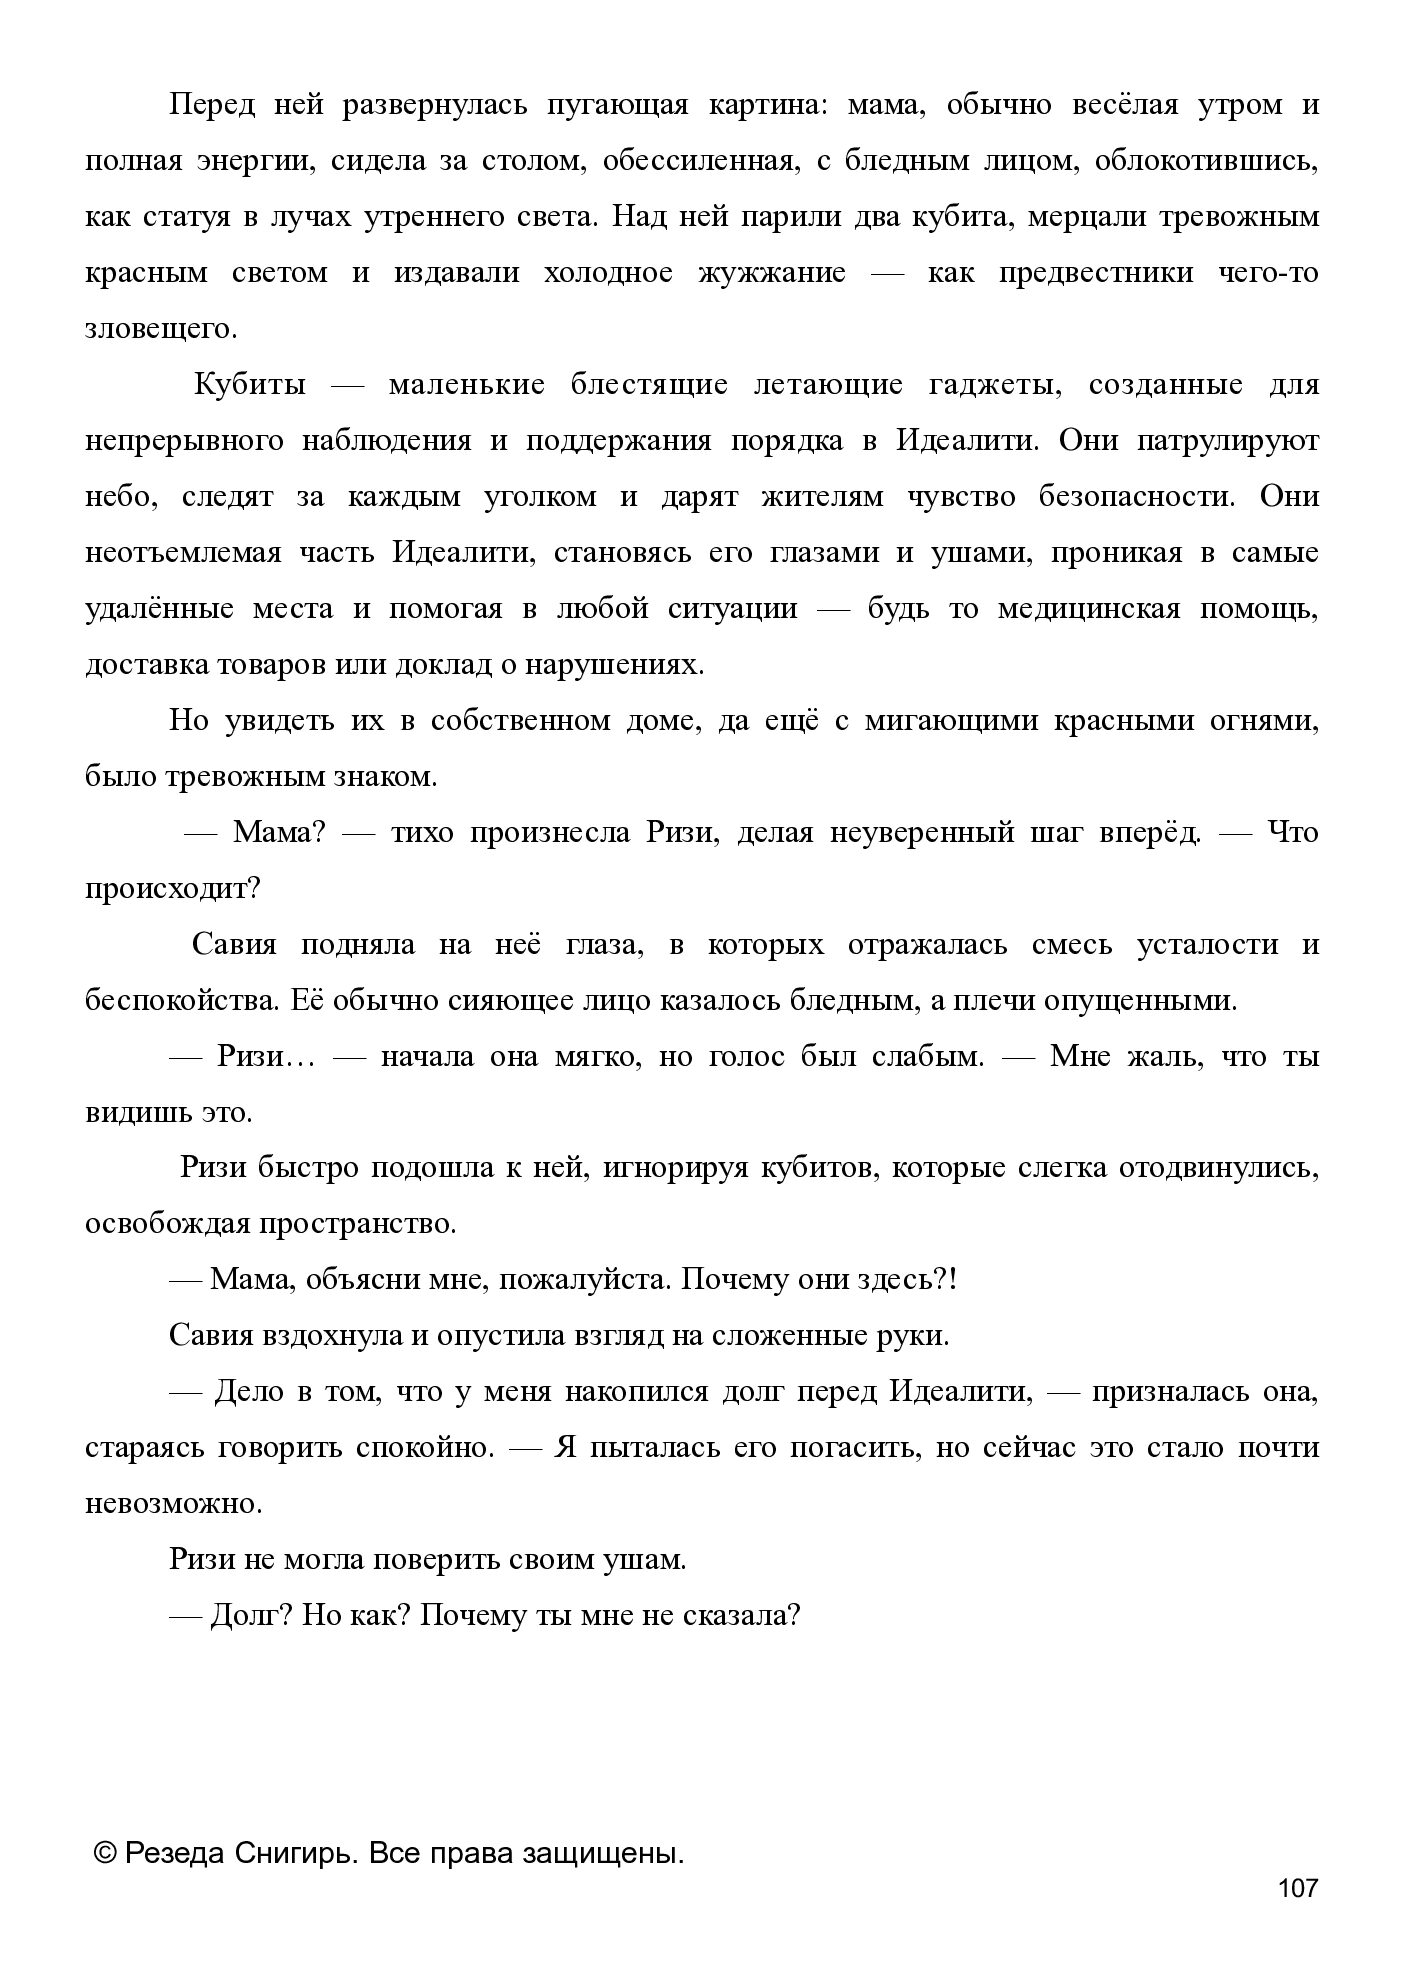 Перед ней развернулась пугающая картина: мама, обычно весёлая утром и
полная энергии, сидела за столом, обессиленная, с бледным лицом, облокотившись,
как статуя в лучах утреннего света. Над ней парили два кубита, мерцали тревожным
красным светом и издавали холодное жужжание — как предвестники чего-то
зловещего.
Кубиты — маленькие блестящие летающие гаджеты, созданные для
непрерывного наблюдения и поддержания порядка в Идеалити. Они патрулируют
небо, следят за каждым уголком и дарят жителям чувство безопасности. Они
неотъемлемая часть Идеалити, становясь его глазами и ушами, проникая в самые
удалённые места и помогая в любой ситуации — будь то медицинская помощь,
доставка товаров или доклад о нарушениях.
Но увидеть их в собственном доме, да ещё с мигающими красными огнями,
было тревожным знаком.
— Мама? — тихо произнесла Ризи, делая неуверенный шаг вперёд. — Что
происходит?
Савия подняла на неё глаза, в которых отражалась смесь усталости и
беспокойства. Её обычно сияющее лицо казалось бледным, а плечи опущенными.
— Ризи… — начала она мягко, но голос был слабым. — Мне жаль, что ты
видишь это.
Ризи быстро подошла к ней, игнорируя кубитов, которые слегка отодвинулись,
освобождая пространство.
— Мама, объясни мне, пожалуйста. Почему они здесь?!
Савия вздохнула и опустила взгляд на сложенные руки.
— Дело в том, что у меня накопился долг перед Идеалити, — призналась она,
стараясь говорить спокойно. — Я пыталась его погасить, но сейчас это стало почти
невозможно.
Ризи не могла поверить своим ушам.
— Долг? Но как? Почему ты мне не сказала?
© Резеда Снигирь. Все права защищены.
107